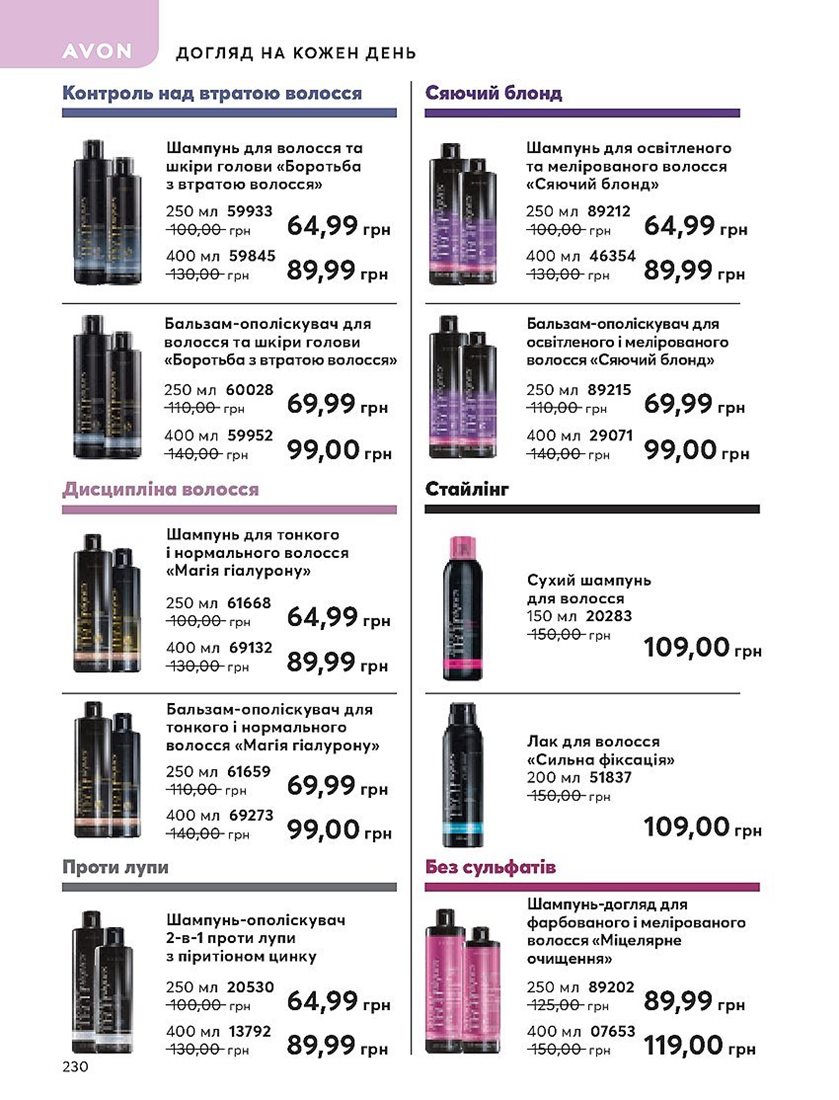 AVON
ДОГЛЯД НА КОЖЕН ДЕНЬ
Контроль над втратою волосся
Шампунь для волосся та
шкіри голови «Боротьба
з втратою волосся»
250 мл 59933
100,00 грн
64,99 грн
400 мл 59845
130,00 грн
89,99 грн
Бальзам-ополіскувач для
волосся та шкіри голови
«Боротьба з втратою волосся»
250 мл 60028
110,00 грн
69,99 грн
400 мл 59952
140,00 грн
99,00 грн
Дисципліна волосся
Шампунь для тонкого
і нормального волосся
«Магія гіалурону»
250 мл 61668
100,00 грн
64,99 грн
400 мл 69132
130,00 грн
89,99 грн
Бальзам-ополіскувач для
тонкого і нормального
волосся «Магія гіалурону»
250 мл 61659
110,00 грн
69,99 грн
400 мл 69273
140,00 грн
99,00 грн
Проти лупи
Шампунь-ополіскувач
2-в-1 проти лупи
з піритіоном цинку
250 мл 20530
100,00 грн
64,99 грн
400 мл 13792
130,00 грн
89,99 грн
Сяючий блонд
Шампунь для освітленого
та мелірованого волосся
«Сяючий блонд»
250 мл 89212
100,00 грн
64,99 грн
400 мл 46354
130,00 грн
89,99 грн
Бальзам-ополіскувач для
освітленого і мелірованого
волосся «Сяючий блонд»
250 мл 89215
110,00 грн
69,99 грн
400 мл 29071
140,00 грн
99,00 грн
Стайлінг
Сухий шампунь
для волосся
150 мл 20283
150,00 грн
109,00 грн
Лак для волосся
«Сильна фіксація»
200 мл 51837
150,00 грн
109,00 грн
Без сульфатів
Шампунь-догляд для
фарбованого і мелірованого
волосся «Міцелярне
очищення»
250 мл 89202
125,00 грн
89,99 грн
400 мл 07653
150,00 грн
119,00 грн
230